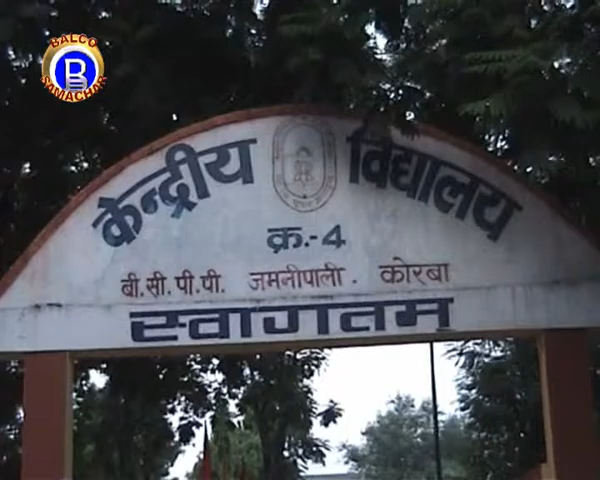 BALCO
B
SAMACHAR
केन्द्रीय विद्यालय
क्र.-4
बी.सी.पी.पी. जमनीपाली. कोरबा
स्वागतम